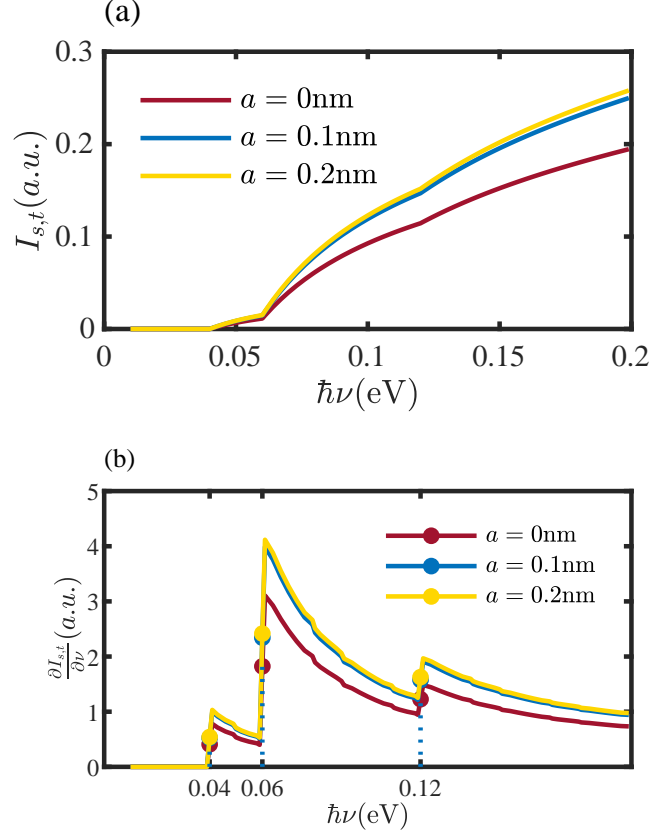 (a)
0.3
0.2
0.1
0
I_{s,t}(a.u.)
a = 0nm
a = 0.1nm
a = 0.2nm
0 0.05 0.1 0.15 0.2
ħν(eV)
(b)
5
4
3
2
1
0
∂I_{s,t}/∂ν (a.u.)
a = 0nm
a = 0.1nm
a = 0.2nm
0.04 0.06 0.12
ħν(eV)